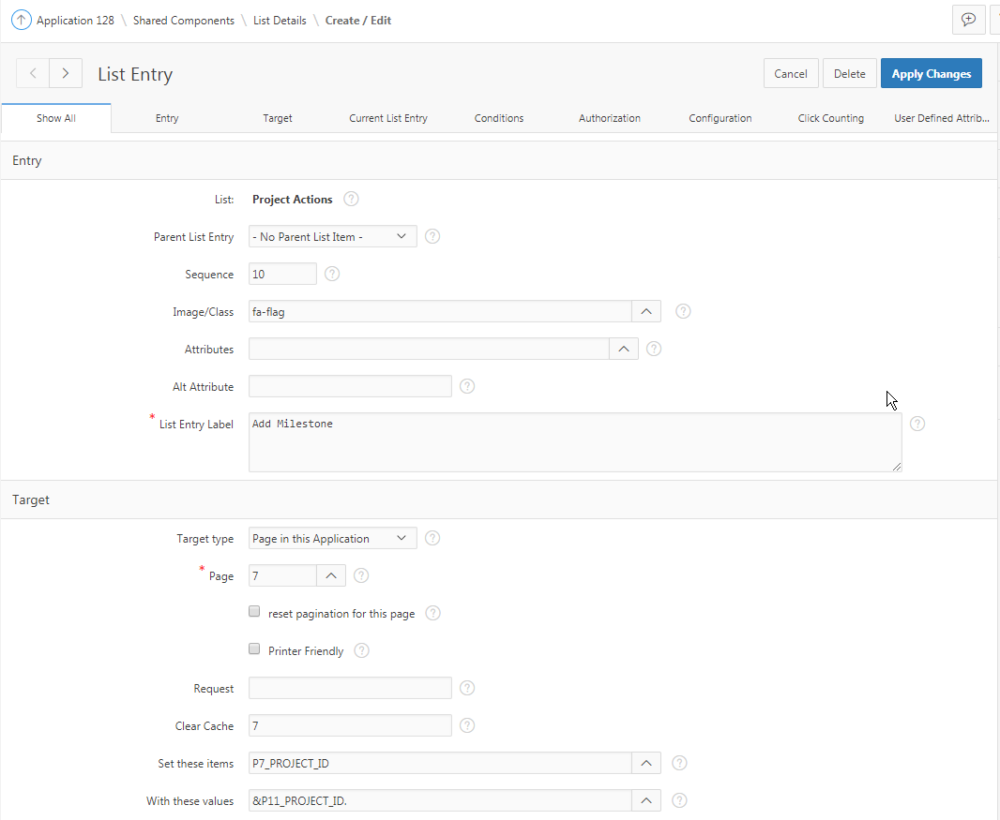 Application 128 \ Shared Components \ List Details \ Create / Edit
List Entry
Cancel Delete Apply Changes
Show All Entry Target Current List Entry Conditions Authorization Configuration Click Counting User Defined Attrib...
Entry
List: Project Actions ?
Parent List Entry - No Parent List Item - ?
Sequence 10 ?
Image/Class fa-flag ?
Attributes ?
Alt Attribute ?
* List Entry Label Add Milestone ?
Target
Target type Page in this Application ?
* Page 7 ?
reset pagination for this page ?
Printer Friendly ?
Request ?
Clear Cache 7 ?
Set these items P7_PROJECT_ID ?
With these values &P11_PROJECT_ID. ?